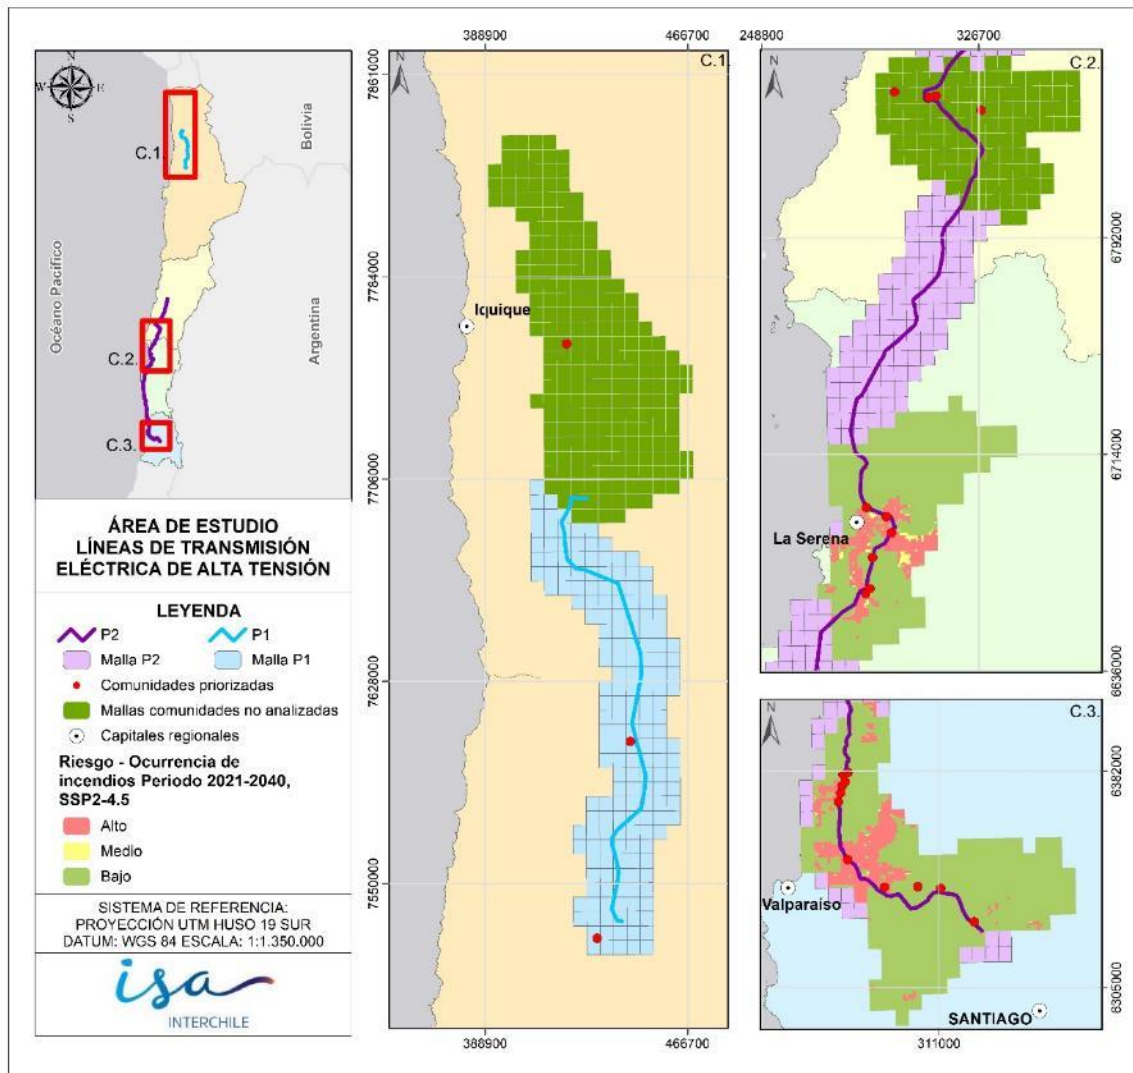 N
W
E
S
C.1.
C.2.
C.3.
Océano Pacífico
Bolivia
Argentina
ÁREA DE ESTUDIO
LÍNEAS DE TRANSMISIÓN
ELÉCTRICA DE ALTA TENSIÓN
LEYENDA
P2
P1
Malla P2
Malla P1
Comunidades priorizadas
Mallas comunidades no analizadas
Capitales regionales
Riesgo - Ocurrencia de
incendios Periodo 2021-2040,
SSP2-4.5
Alto
Medio
Bajo
SISTEMA DE REFERENCIA:
PROYECCIÓN UTM HUSO 19 SUR
DATUM: WGS 84 ESCALA: 1:1.350.000
isa
INTERCHILE
388900
466700
N
C.1.
7861000
7784000
7706000
7628000
7550000
Iquique
388900
466700
248800
326700
N
C.2.
6792000
6714000
6636000
La Serena
N
C.3.
6382000
6305000
Valparaíso
SANTIAGO
311000